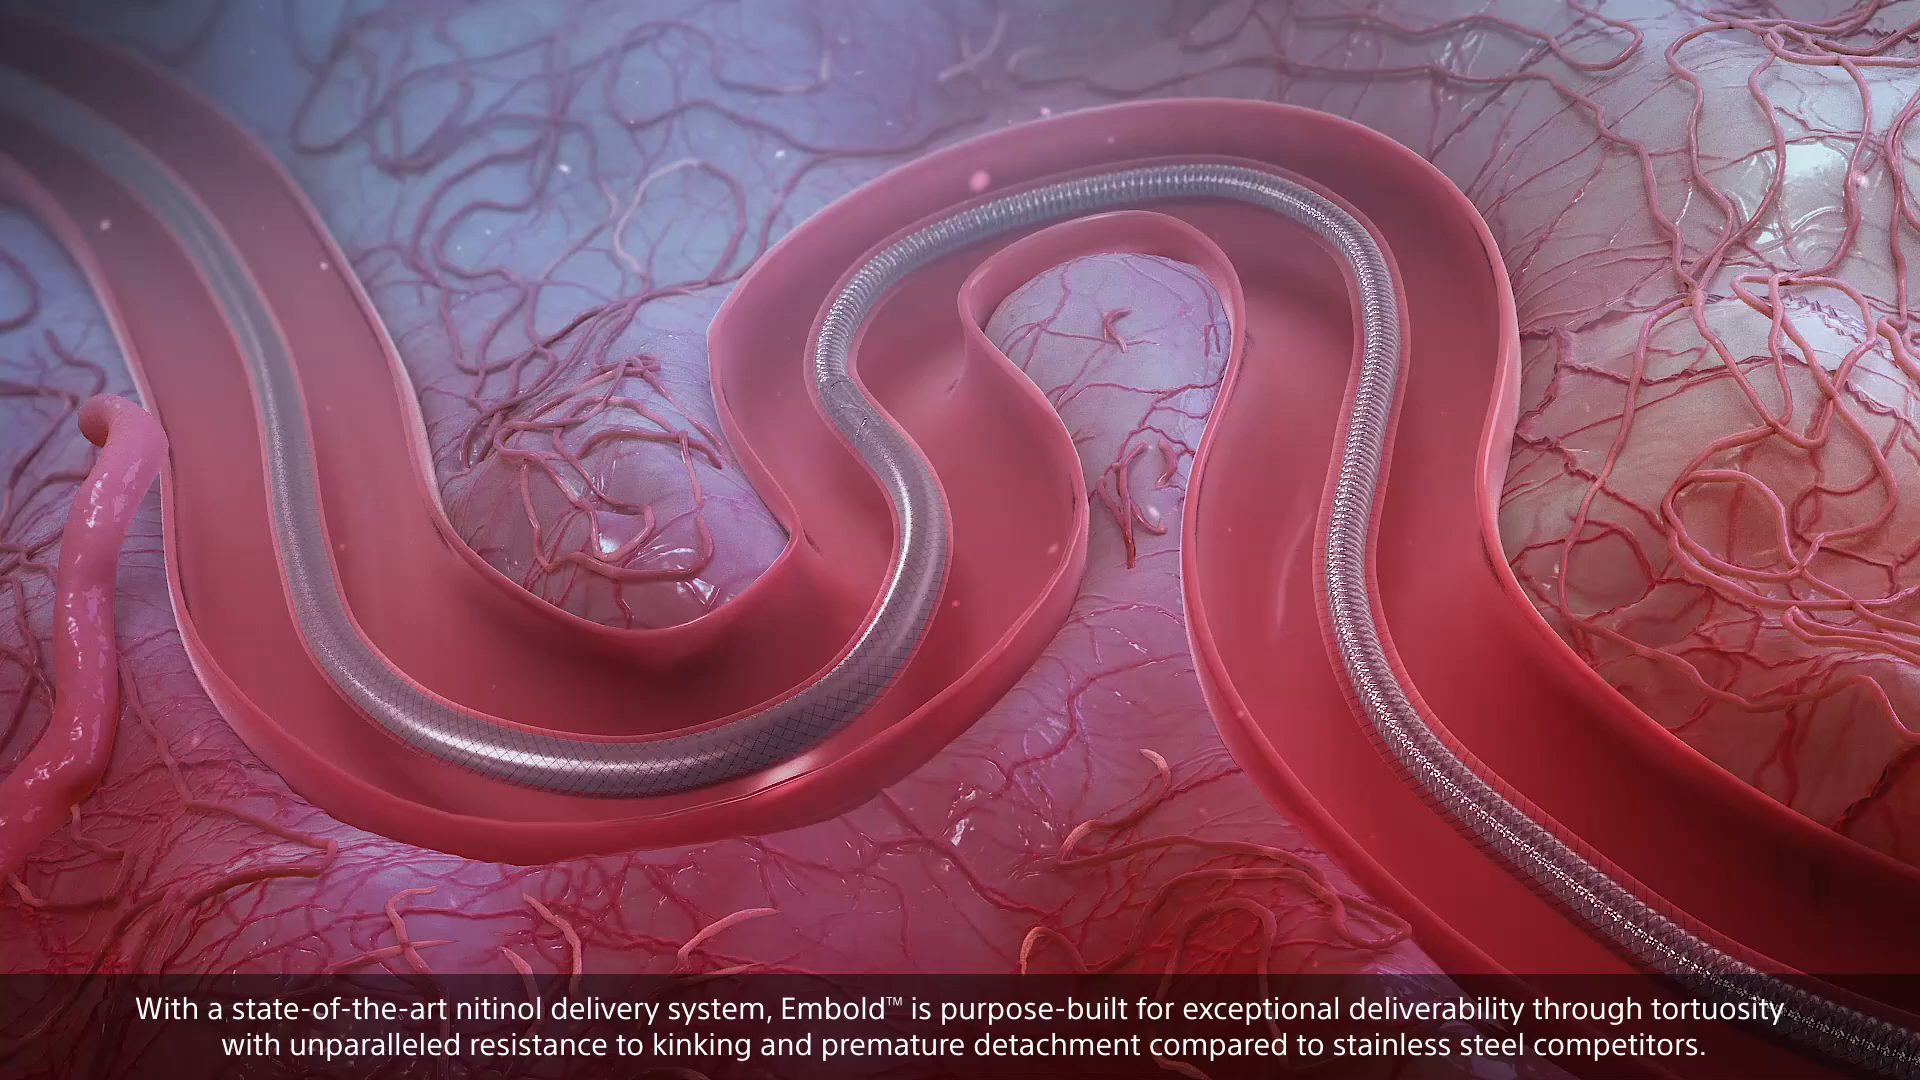 With a state-of-the-art nitinol delivery system, Embold™ is purpose-built for exceptional deliverability through tortuosity
with unparalleled resistance to kinking and premature detachment compared to stainless steel competitors.